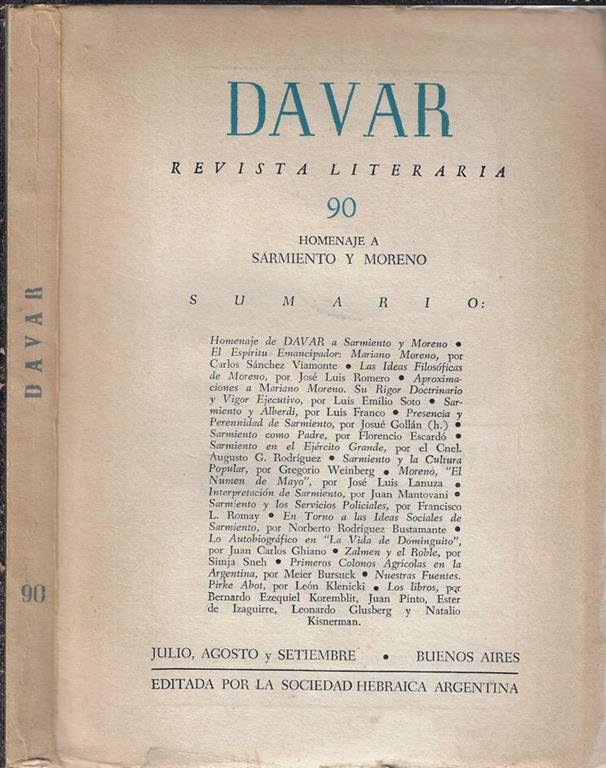 DAVAR
90
DAVAR
REVISTA LITERARIA
90
HOMENAJE A
SARMIENTO Y MORENO
SUMARIO:
Homenaje de DAVAR a Sarmiento y Moreno •
El Espíritu Emancipador: Mariano Moreno, por
Carlos Sánchez Viamonte • Las Ideas Filosóficas
de Moreno, por José Luis Romero • Aproxima-
ciones a Mariano Moreno. Su Rigor Doctrinario
y Vigor Ejecutivo, por Luis Emilio Soto • Sar-
miento y Alberdi, por Luis Franco • Presencia y
Perennidad de Sarmiento, por Josué Gollán (h.) •
Sarmiento como Padre, por Florencio Escardó •
Sarmiento en el Ejército Grande, por el Cnel.
Augusto G. Rodríguez • Sarmiento y la Cultura
Popular, por Gregorio Weinberg • Moreno, "El
Numen de Mayo", por José Luis Lanuza •
Interpretación de Sarmiento, por Juan Mantovani •
Sarmiento y los Servicios Policiales, por Francisco
L. Romay • En Torno a las Ideas Sociales de
Sarmiento, por Norberto Rodríguez Bustamante •
Lo Autobiográfico en "La Vida de Dominguito",
por Juan Carlos Ghiano • Zalmen y el Roble, por
Simja Sneh • Primeros Colonos Agrícolas en la
Argentina, por Meier Bursuck • Nuestras Fuentes.
Pirke Abot, por León Klenicki • Los libros, por
Bernardo Ezequiel Koremblit, Juan Pinto, Ester
de Izaguirre, Leonardo Glusberg y Natalio
Kisnerman.
JULIO, AGOSTO y SETIEMBRE • BUENOS AIRES
EDITADA POR LA SOCIEDAD HEBRAICA ARGENTINA